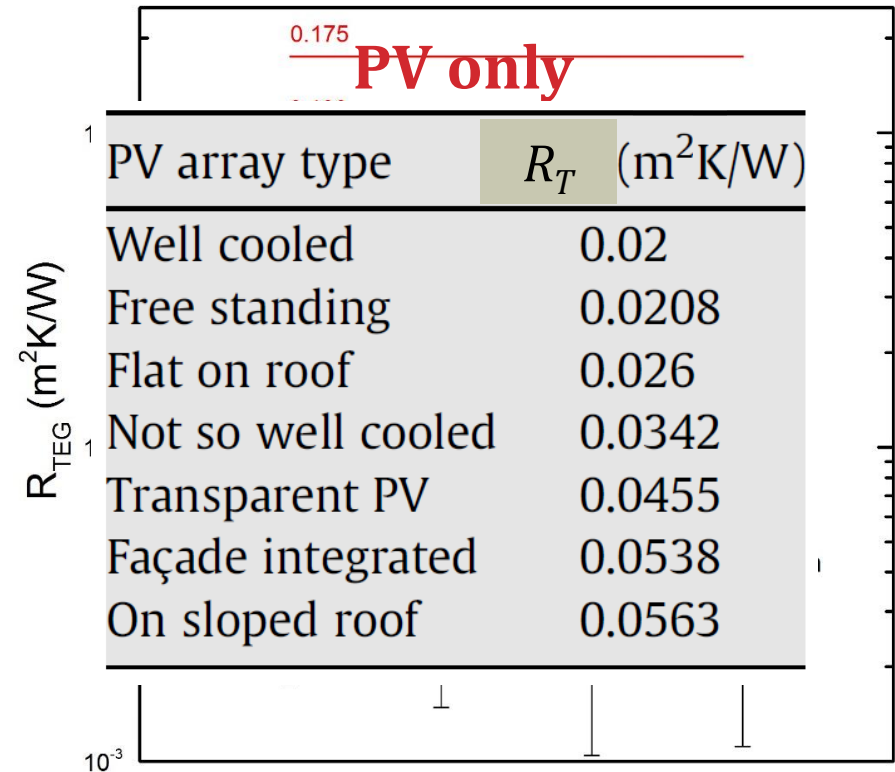 0.175
PV only
1
PV array type R_T (m²K/W)
Well cooled 0.02
Free standing 0.0208
Flat on roof 0.026
Not so well cooled 0.0342
Transparent PV 0.0455
Façade integrated 0.0538
On sloped roof 0.0563
R_TEG (m²K/W)
1
10⁻³